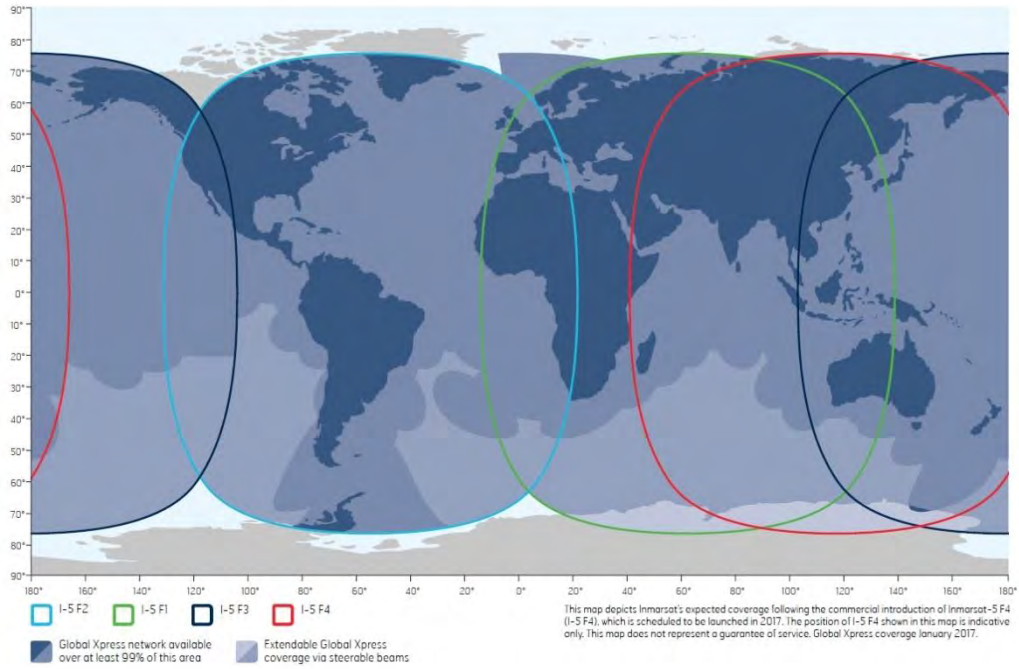 90°
80°
70°
60°
50°
40°
30°
20°
10°
0°
10°
20°
30°
40°
50°
60°
70°
80°
90°
180° 160° 140° 120° 100° 80° 60° 40° 20° 0° 20° 40° 60° 80° 100° 120° 140° 160° 180°
I-5 F2 I-5 F1 I-5 F3 I-5 F4
Global Xpress network available
over at least 99% of this area
Extendable Global Xpress
coverage via steerable beams
This map depicts Inmarsat's expected coverage following the commercial introduction of Inmarsat-5 F4
(I-5 F4), which is scheduled to be launched in 2017. The position of I-5 F4 shown in this map is indicative
only. This map does not represent a guarantee of service. Global Xpress coverage January 2017.